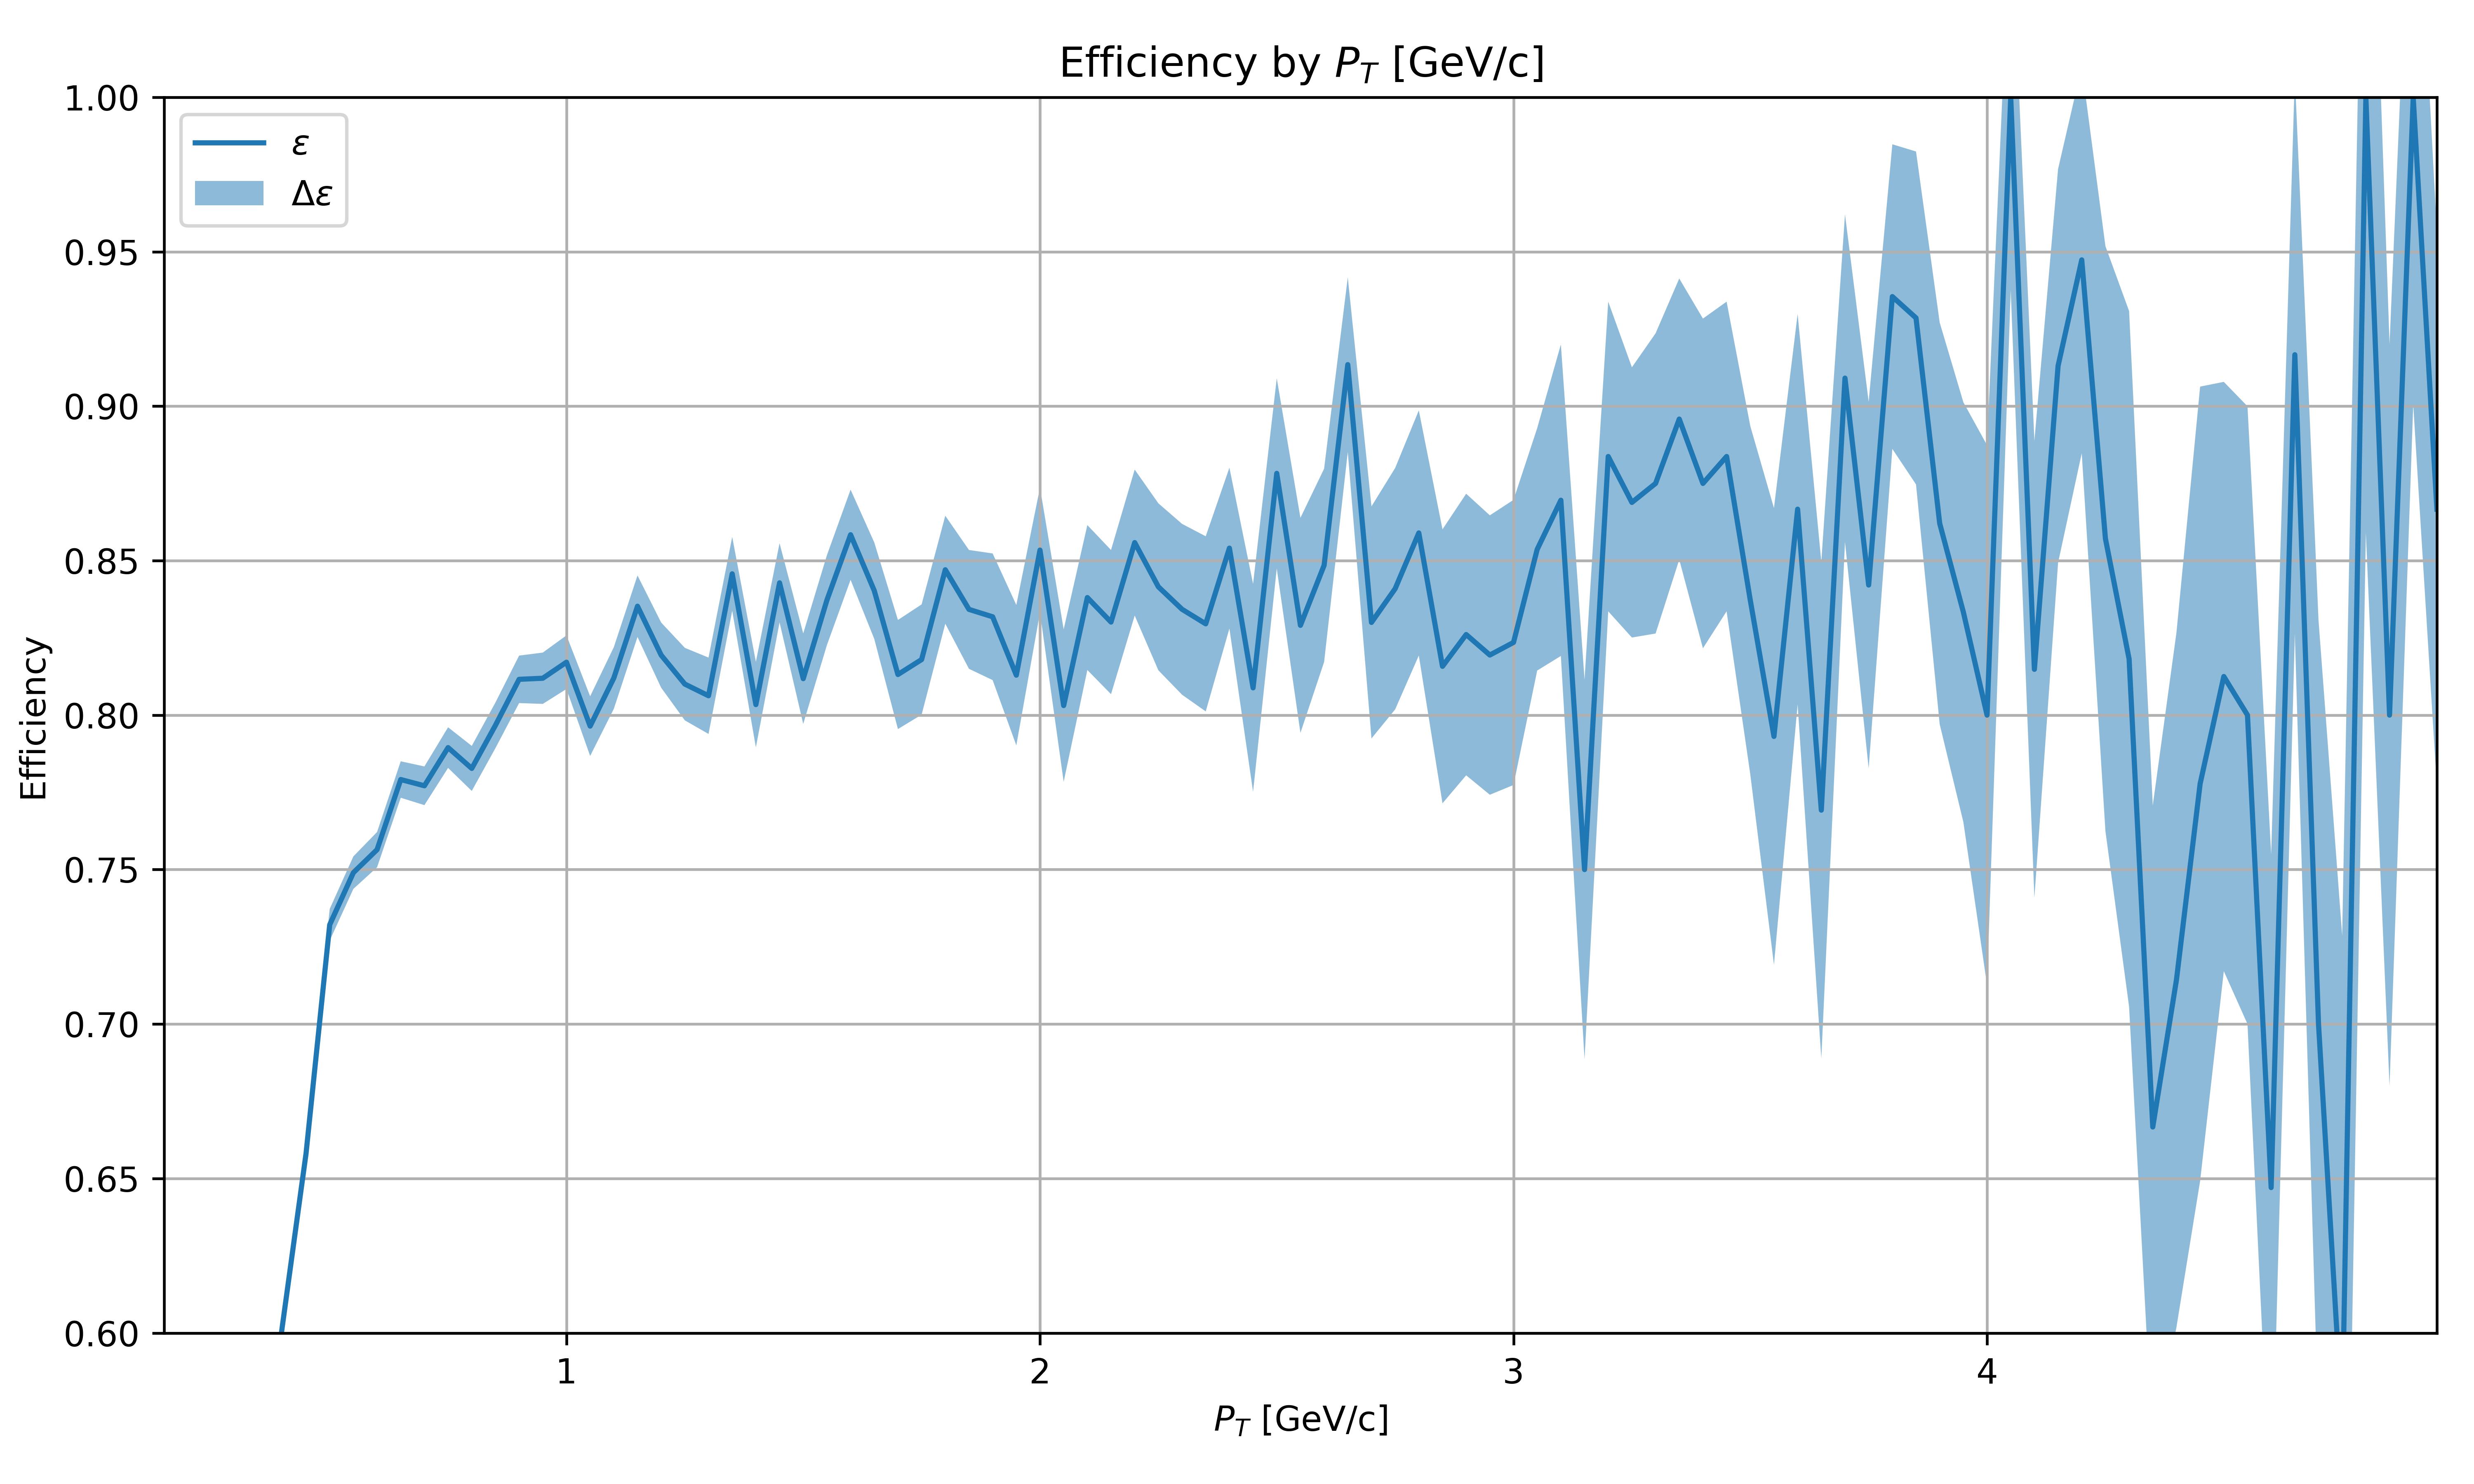 Efficiency by P_T [GeV/c]
1.00
ε
Δε
0.95
0.90
0.85
0.80
0.75
0.70
0.65
0.60
Efficiency
1 2 3 4
P_T [GeV/c]